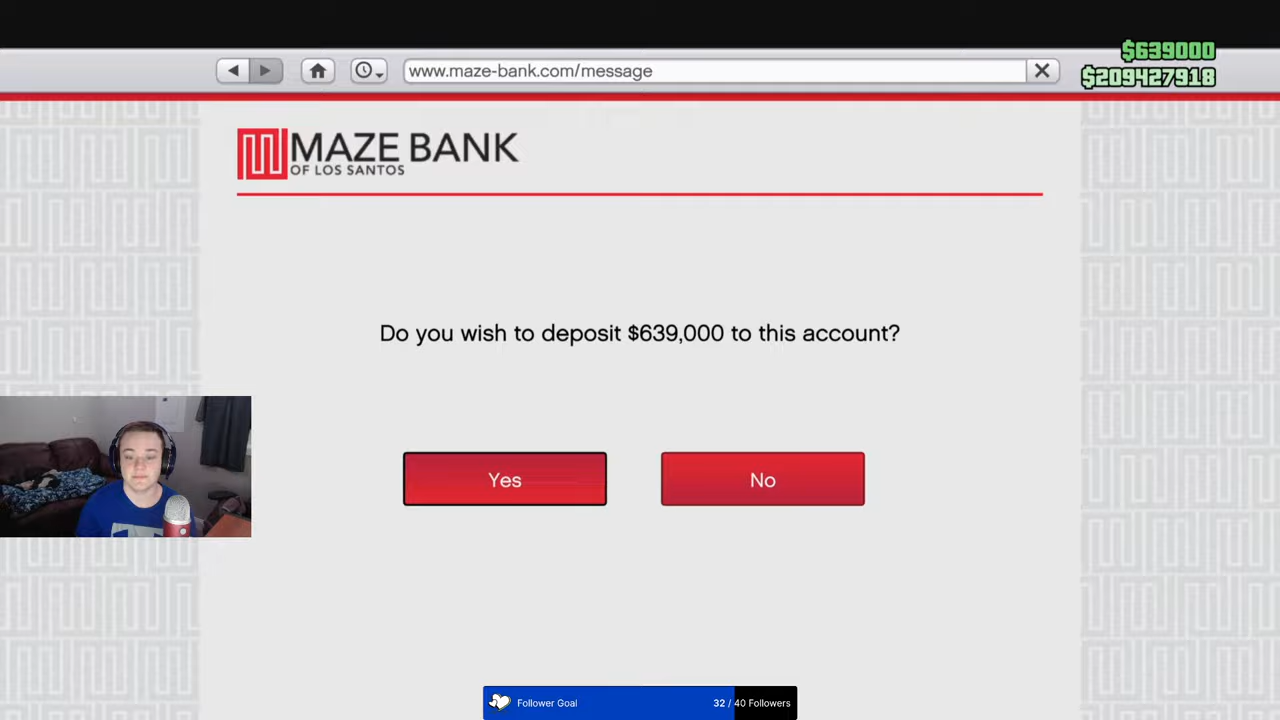 $639000
www.maze-bank.com/message
$209427918
MAZE BANK
OF LOS SANTOS
Do you wish to deposit $639,000 to this account?
Yes
No
Follower Goal
32 / 40 Followers